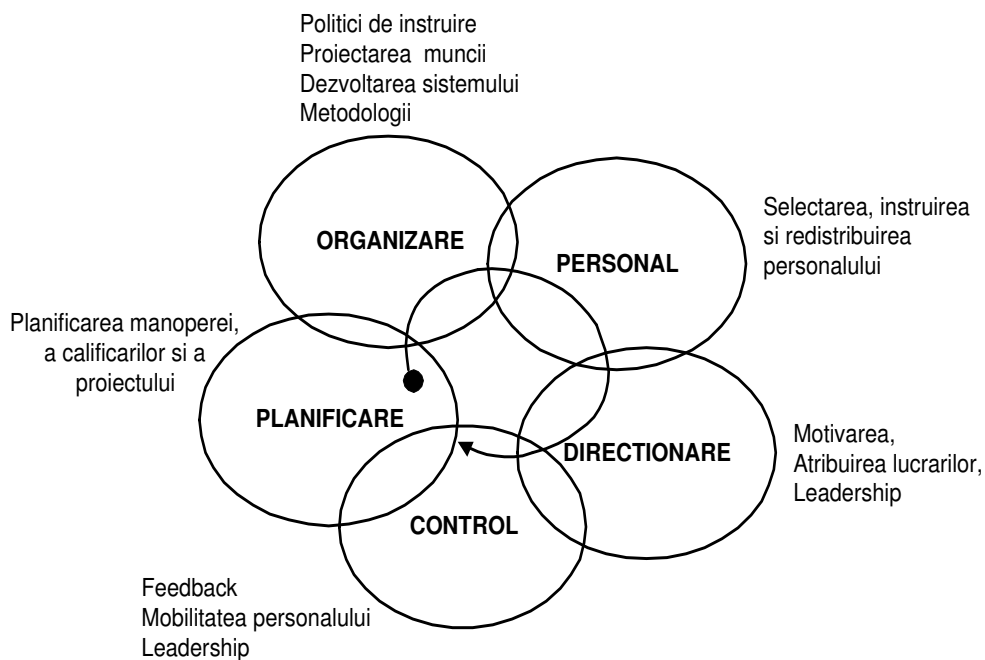 Politici de instruire
Proiectarea muncii
Dezvoltarea sistemului
Metodologii
ORGANIZARE
PERSONAL
Selectarea, instruirea
si redistribuirea
personalului
Planificarea manoperei,
a calificarilor si a
proiectului
PLANIFICARE
DIRECTIONARE
Motivarea,
Atribuirea lucrarilor,
Leadership
CONTROL
Feedback
Mobilitatea personalului
Leadership